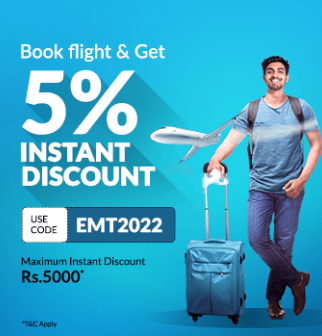 Book flight & Get
5%
INSTANT
DISCOUNT
USE
CODE
EMT2022
Maximum Instant Discount
Rs.5000*
*T&C Apply